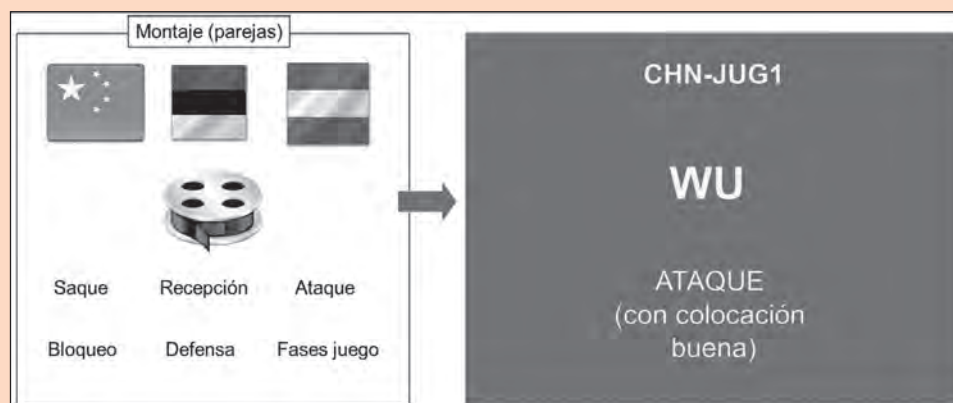 Montaje (parejas)
Saque Recepción Ataque
Bloqueo Defensa Fases juego
CHN-JUG1
WU
ATAQUE
(con colocación
buena)